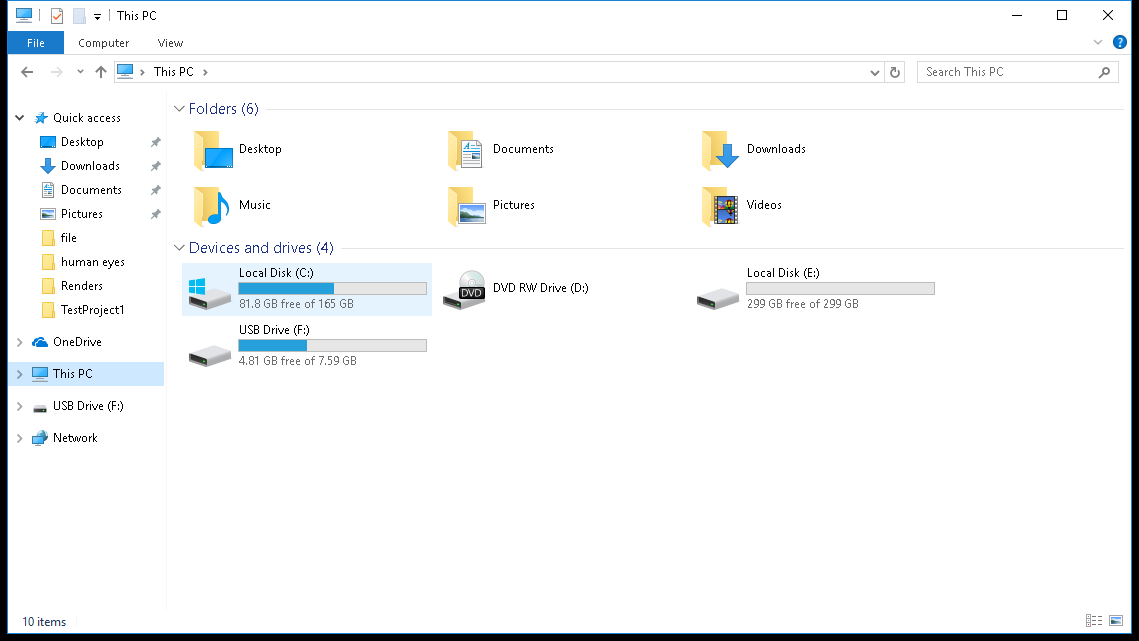 This PC
File
Computer
View
This PC
Search This PC
Quick access
Desktop
Downloads
Documents
Pictures
file
human eyes
Renders
TestProject1
OneDrive
This PC
USB Drive (F:)
Network
Folders (6)
Desktop
Documents
Downloads
Music
Pictures
Videos
Devices and drives (4)
Local Disk (C:)
81.8 GB free of 165 GB
DVD
DVD RW Drive (D:)
Local Disk (E:)
299 GB free of 299 GB
USB Drive (F:)
4.81 GB free of 7.59 GB
10 items